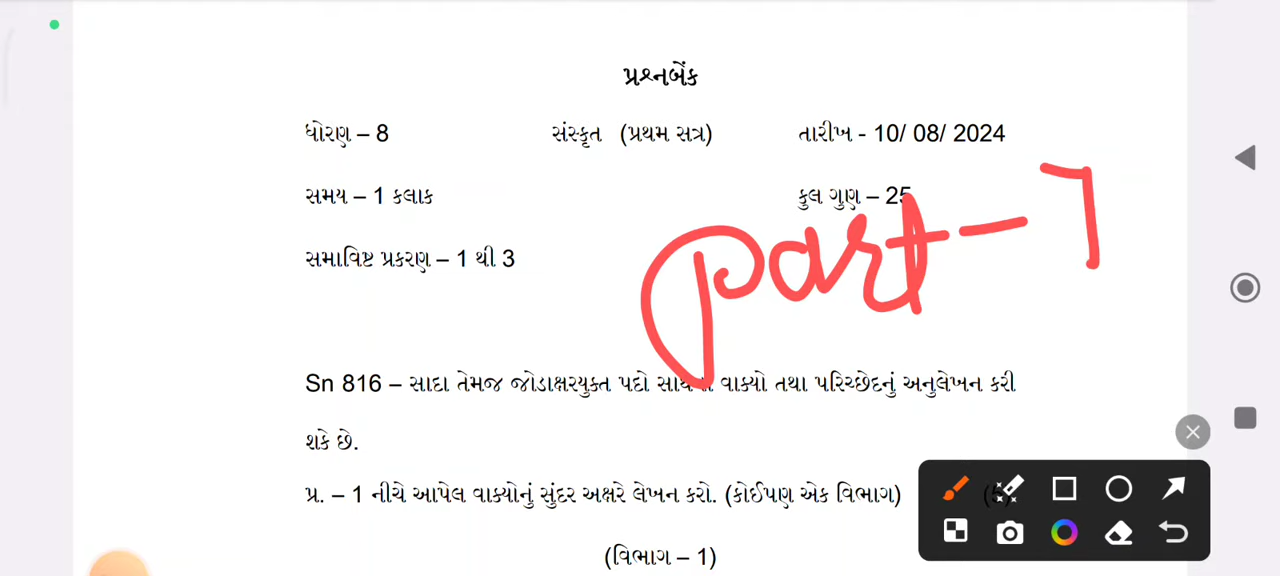 પ્રશ્નબેંક
ધોરણ – 8 સંસ્કૃત (પ્રથમ સત્ર) તારીખ - 10/ 08/ 2024
સમય – 1 કલાક કુલ ગુણ – 25
part - 1
સમાવિષ્ટ પ્રકરણ – 1 થી 3
Sn 816 – સાદા તેમજ જોડાક્ષરયુક્ત પદો વાક્યો તથા પરિચ્છેદનું અનુલેખન કરી
શકે છે.
પ્ર. – 1 નીચે આપેલ વાક્યોનું સુંદર અક્ષરે લેખન કરો. (કોઈપણ એક વિભાગ)
(વિભાગ – 1)